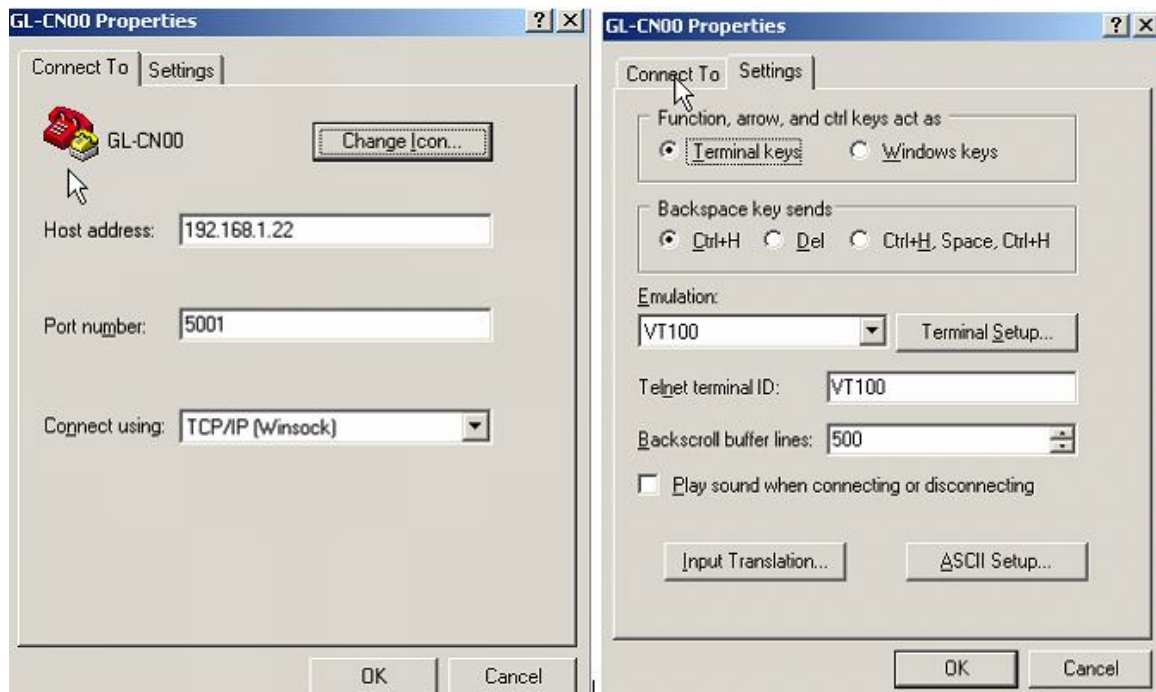 GL-CN00 Properties
Connect To
Settings
GL-CN00
Change Icon...
Host address:
192.168.1.22
Port number:
5001
Connect using:
TCP/IP (Winsock)
OK
Cancel
GL-CN00 Properties
Connect To
Settings
Function, arrow, and ctrl keys act as
Terminal keys
Windows keys
Backspace key sends
Ctrl+H
Del
Ctrl+H, Space, Ctrl+H
Emulation:
VT100
Terminal Setup...
Telnet terminal ID:
VT100
Backscroll buffer lines:
500
Play sound when connecting or disconnecting
Input Translation...
ASCII Setup...
OK
Cancel